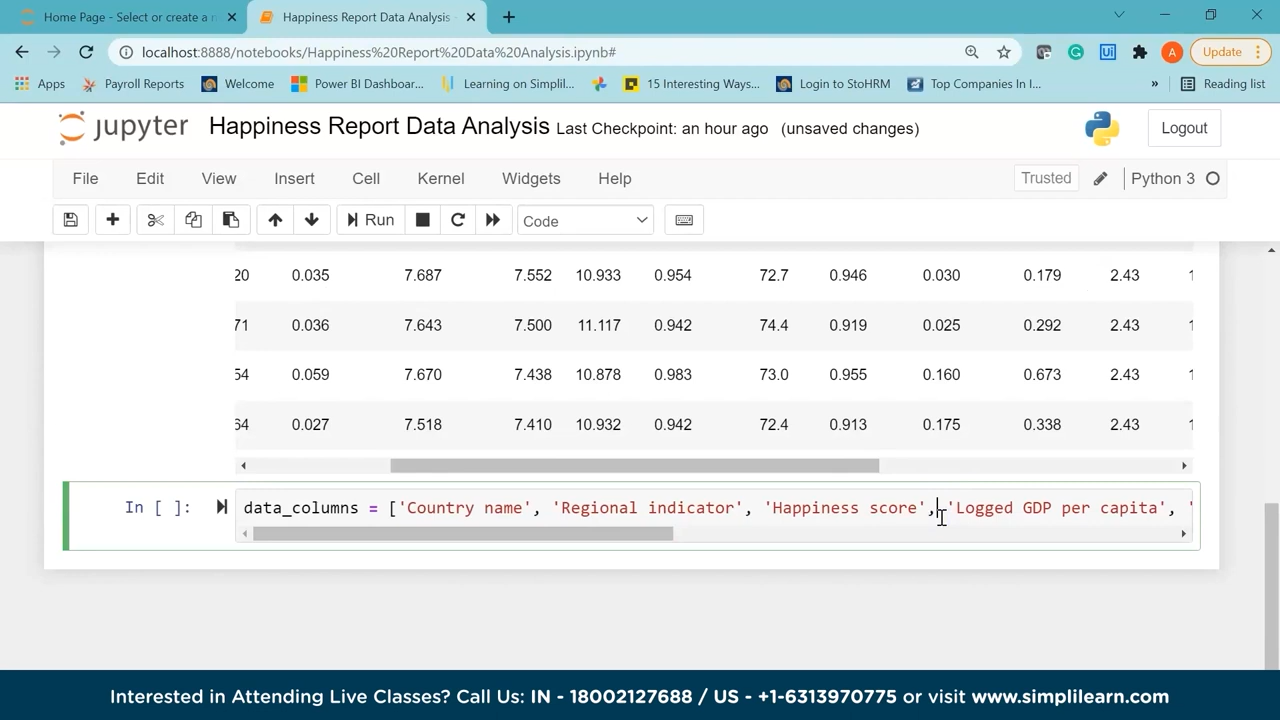 Home Page - Select or create a n
Happiness Report Data Analysis -
localhost:8888/notebooks/Happiness%20Report%20Data%20Analysis.ipynb#
Ui
A
Update
Apps
Payroll Reports
Welcome
Power BI Dashboar...
Learning on Simplil...
15 Interesting Ways...
Login to StoHRM
Top Companies In I...
»
Reading list
jupyter
Happiness Report Data Analysis Last Checkpoint: an hour ago (unsaved changes)
Logout
File Edit View Insert Cell Kernel Widgets Help
Trusted
Python 3
Run
Code
20 0.035 7.687 7.552 10.933 0.954 72.7 0.946 0.030 0.179 2.43 1
71 0.036 7.643 7.500 11.117 0.942 74.4 0.919 0.025 0.292 2.43 1
54 0.059 7.670 7.438 10.878 0.983 73.0 0.955 0.160 0.673 2.43 1
64 0.027 7.518 7.410 10.932 0.942 72.4 0.913 0.175 0.338 2.43 1
In [ ]: data_columns = ['Country name', 'Regional indicator', 'Happiness score', 'Logged GDP per capita', '
Interested in Attending Live Classes? Call Us: IN - 18002127688 / US - +1-6313970775 or visit www.simplilearn.com